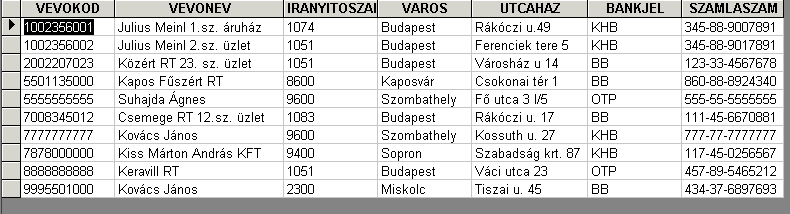 VEVOKOD VEVONEV IRANYITOSZAI VAROS UTCAHAZ BANKJEL SZAMLASZAM
1002356001 Julius Meinl 1.sz. áruház 1074 Budapest Rákóczi u.49 KHB 345-88-9007891
1002356002 Julius Meinl 2.sz. üzlet 1051 Budapest Ferenciek tere 5 KHB 345-88-9017891
2002207023 Közért RT 23. sz. üzlet 1051 Budapest Városház u 14 BB 123-33-4567678
5501135000 Kapos Fűszért RT 8600 Kaposvár Csokonai tér 1 BB 860-88-8924340
5555555555 Suhajda Ágnes 9600 Szombathely Fő utca 3 I/5 OTP 555-55-5555555
7008345012 Csemege RT 12.sz. üzlet 1083 Budapest Rákóczi u. 17 BB 111-45-6670881
7777777777 Kovács János 9600 Szombathely Kossuth u. 27 KHB 777-77-7777777
7878000000 Kiss Márton András KFT 9400 Sopron Szabadság krt. 87 KHB 117-45-0256567
8888888888 Keravill RT 1051 Budapest Váci utca 23 OTP 457-89-5465212
9995501000 Kovács János 2300 Miskolc Tiszai u. 45 BB 434-37-6897693